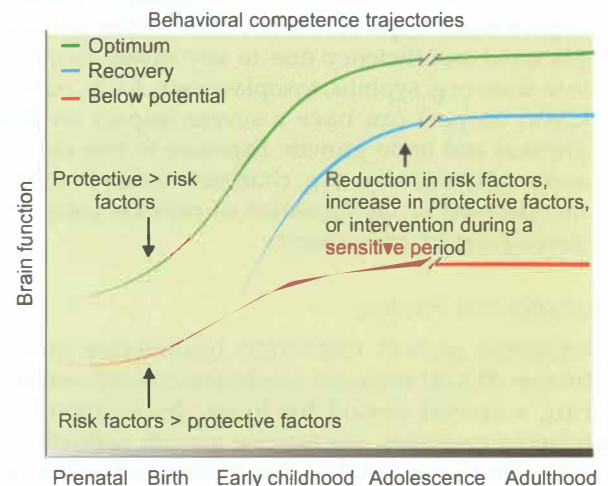 Behavioral competence trajectories
Optimum
Recovery
Below potential
Protective > risk
factors
Reduction in risk factors,
increase in protective factors,
or intervention during a
sensitive period
Brain function
Risk factors > protective factors
Prenatal Birth Early childhood Adolescence Adulthood